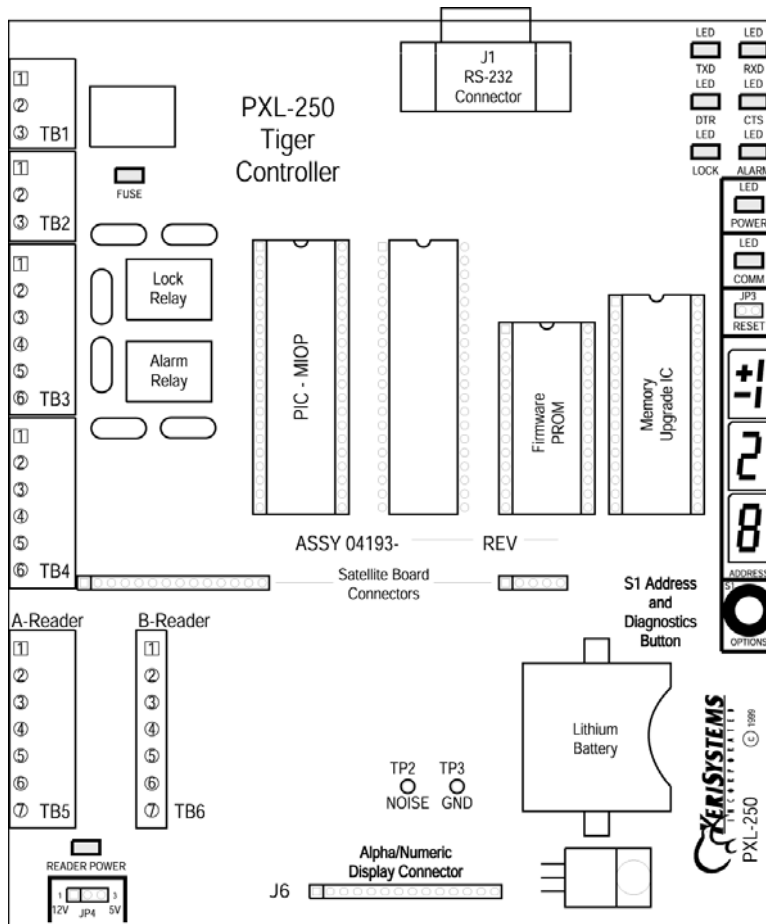 J1
RS-232
Connector
LED LED
TXD RXD
LED LED
DTR CTS
LED LED
LOCK ALARM
LED
POWER
LED
COMM
JP3
RESET
±1
-1
2
8
ADDRESS
S1
OPTIONS
PXL-250
Tiger
Controller
1
2
3 TB1
FUSE
1
2
3 TB2
1
2
3
4
5
6 TB3
Lock
Relay
Alarm
Relay
PIC - MIOP
Firmware
PROM
Memory
Upgrade IC
1
2
3
4
5
6 TB4
ASSY 04193- REV
Satellite Board
Connectors
S1 Address
and
Diagnostics
Button
A-Reader
1
2
3
4
5
6
7 TB5
B-Reader
1
2
3
4
5
6
7 TB6
READER POWER
1 3
12V JP4 5V
TP2 TP3
NOISE GND
Lithium
Battery
Alpha/Numeric
Display Connector
J6
KERISYSTEMS
INCORPORATED
© 1999
PXL-250